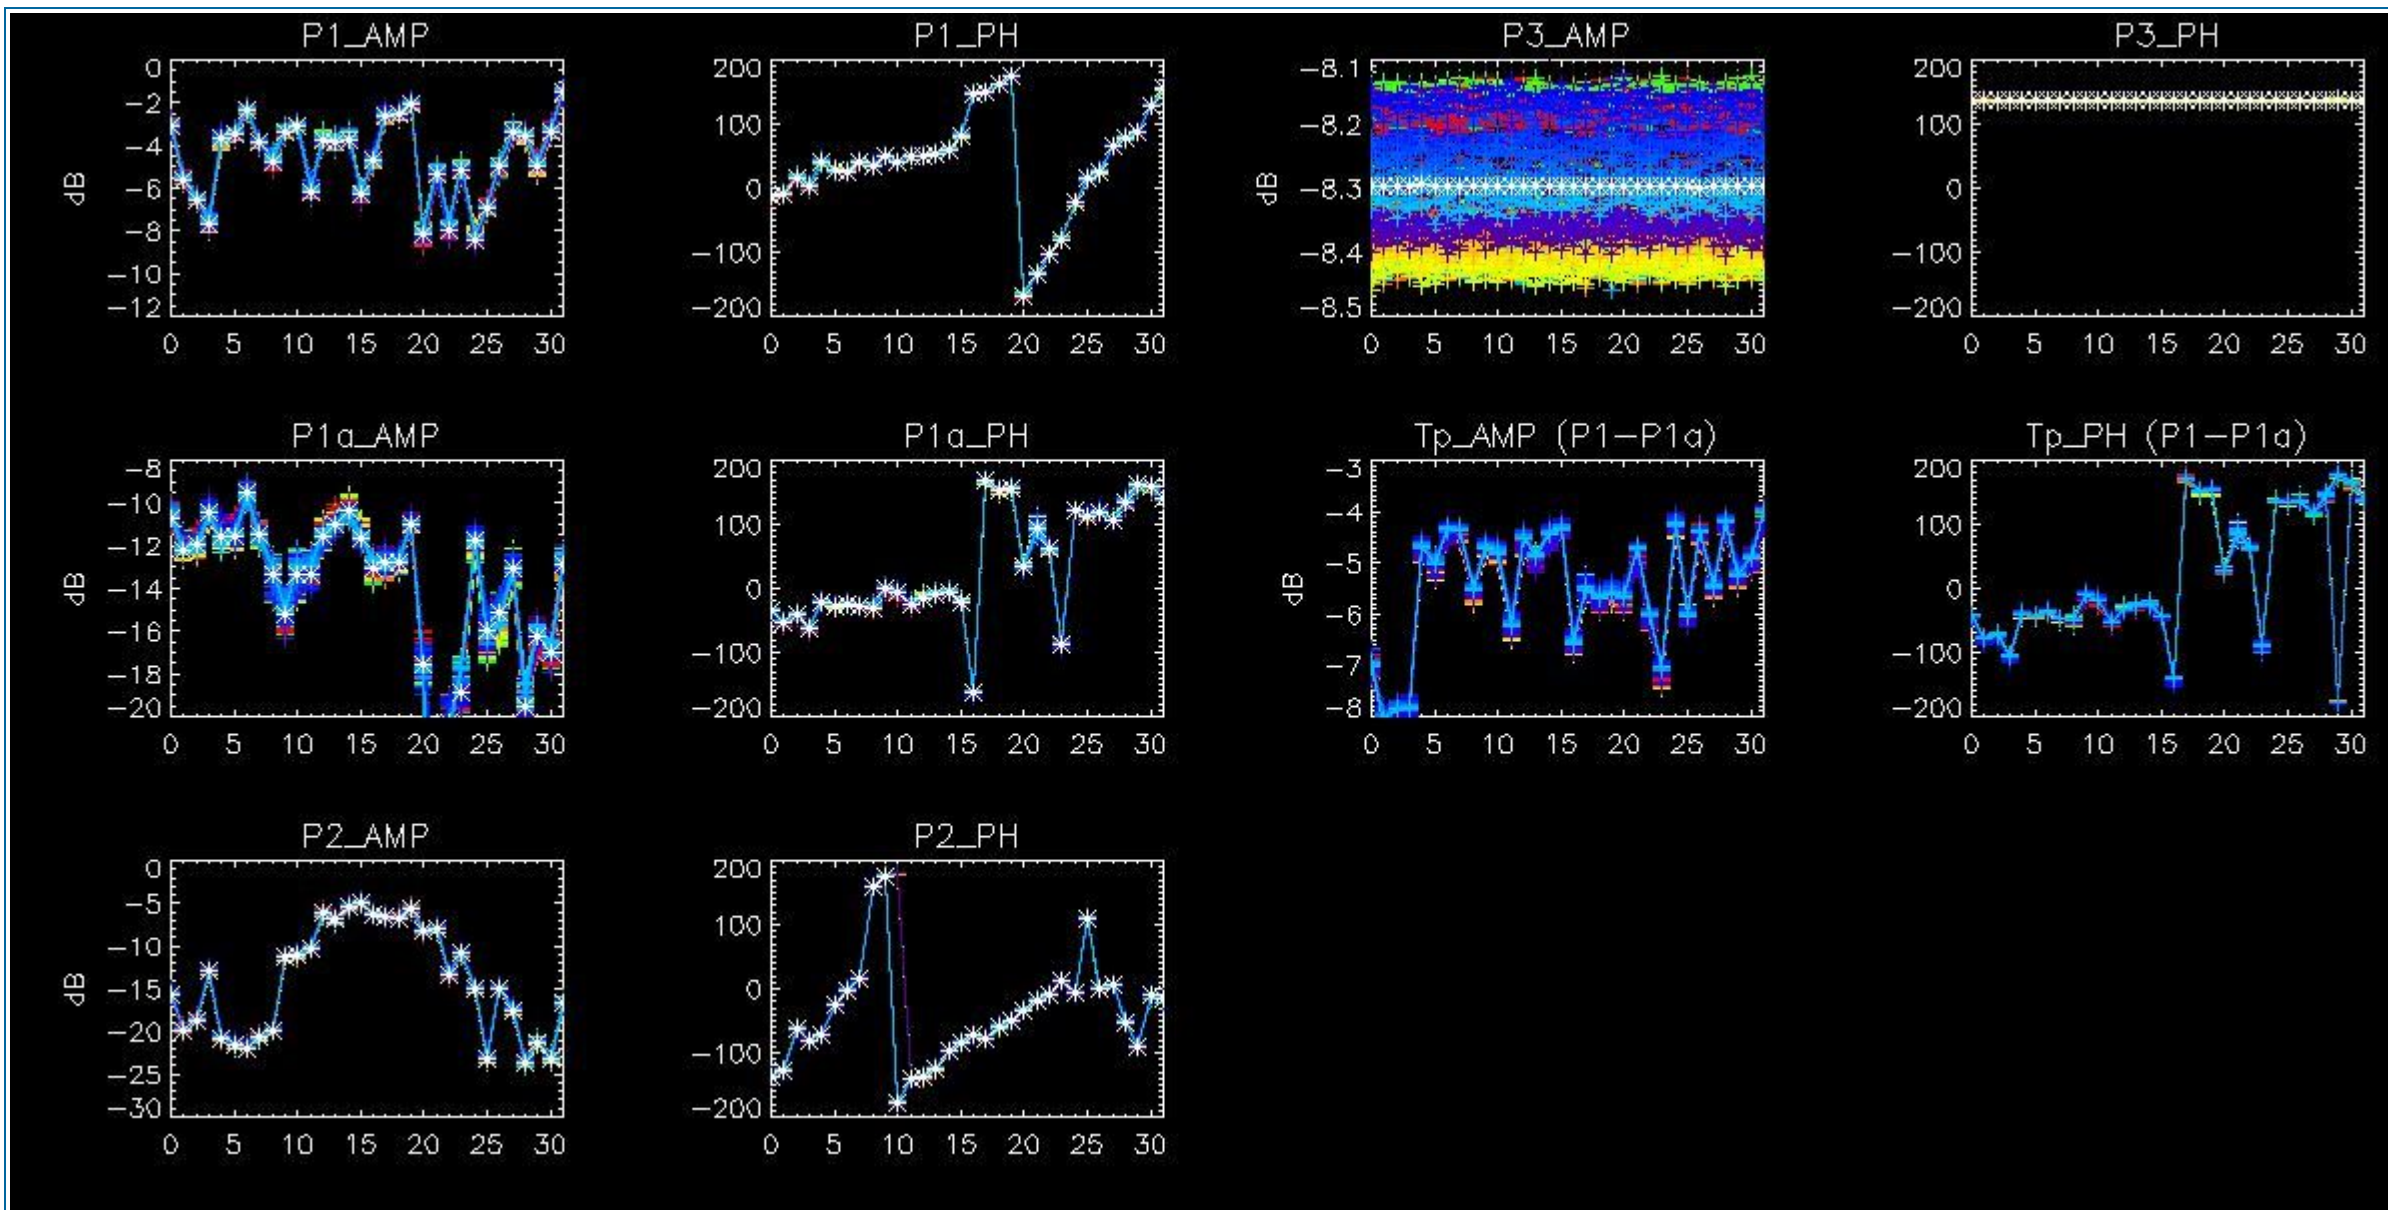 P1_AMP
0
−2
−4
−6
−8
−10
−12
dB
0 5 10 15 20 25 30
P1_PH
200
100
0
−100
−200
0 5 10 15 20 25 30
P3_AMP
−8.1
−8.2
−8.3
−8.4
−8.5
dB
0 5 10 15 20 25 30
P3_PH
200
100
0
−100
−200
0 5 10 15 20 25 30
P1a_AMP
−8
−10
−12
−14
−16
−18
−20
dB
0 5 10 15 20 25 30
P1a_PH
200
100
0
−100
−200
0 5 10 15 20 25 30
Tp_AMP (P1−P1a)
−3
−4
−5
−6
−7
−8
dB
0 5 10 15 20 25 30
Tp_PH (P1−P1a)
200
100
0
−100
−200
0 5 10 15 20 25 30
P2_AMP
0
−5
−10
−15
−20
−25
−30
dB
0 5 10 15 20 25 30
P2_PH
200
100
0
−100
−200
0 5 10 15 20 25 30